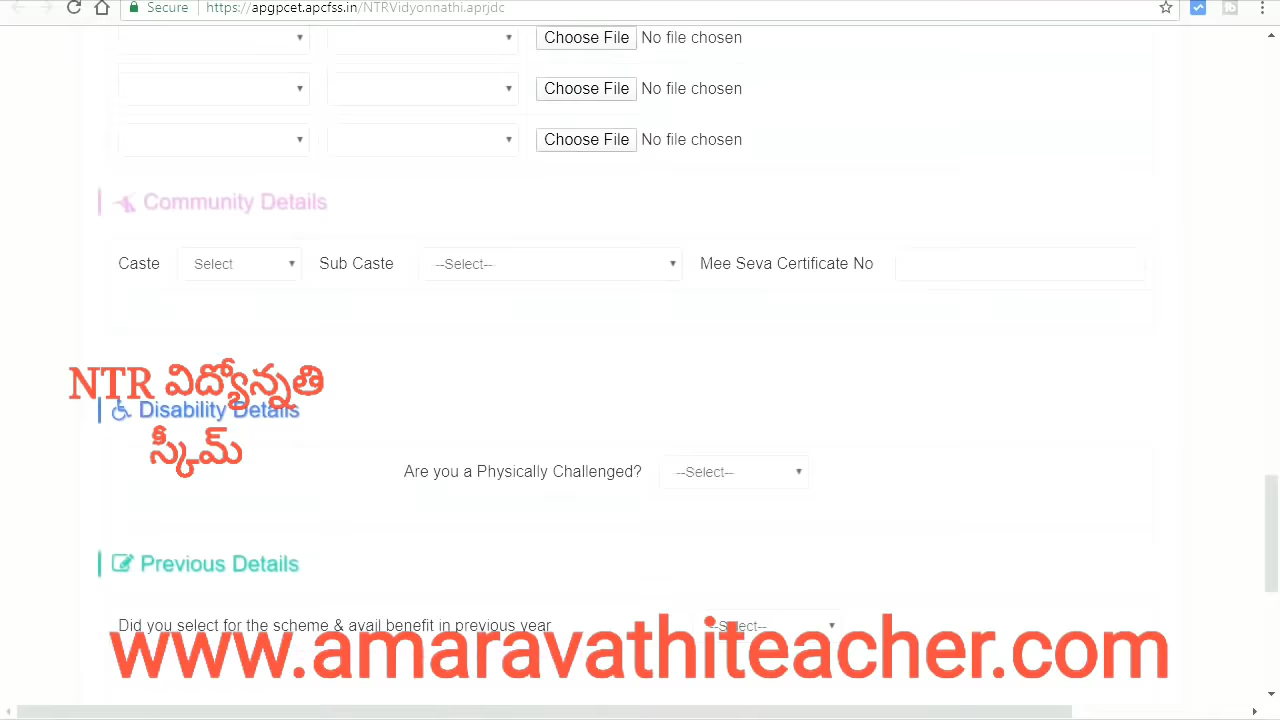 Secure https://apgpcet.apcfss.in/NTRVidyonnathi.aprjdc
Choose File No file chosen
Choose File No file chosen
Choose File No file chosen
Community Details
Caste Select Sub Caste --Select-- Mee Seva Certificate No
NTR విద్యోన్నతి
Disability Details
స్కీమ్
Are you a Physically Challenged? --Select--
Previous Details
Did you select for the scheme & avail benefit in previous year --Select--
www.amaravathiteacher.com